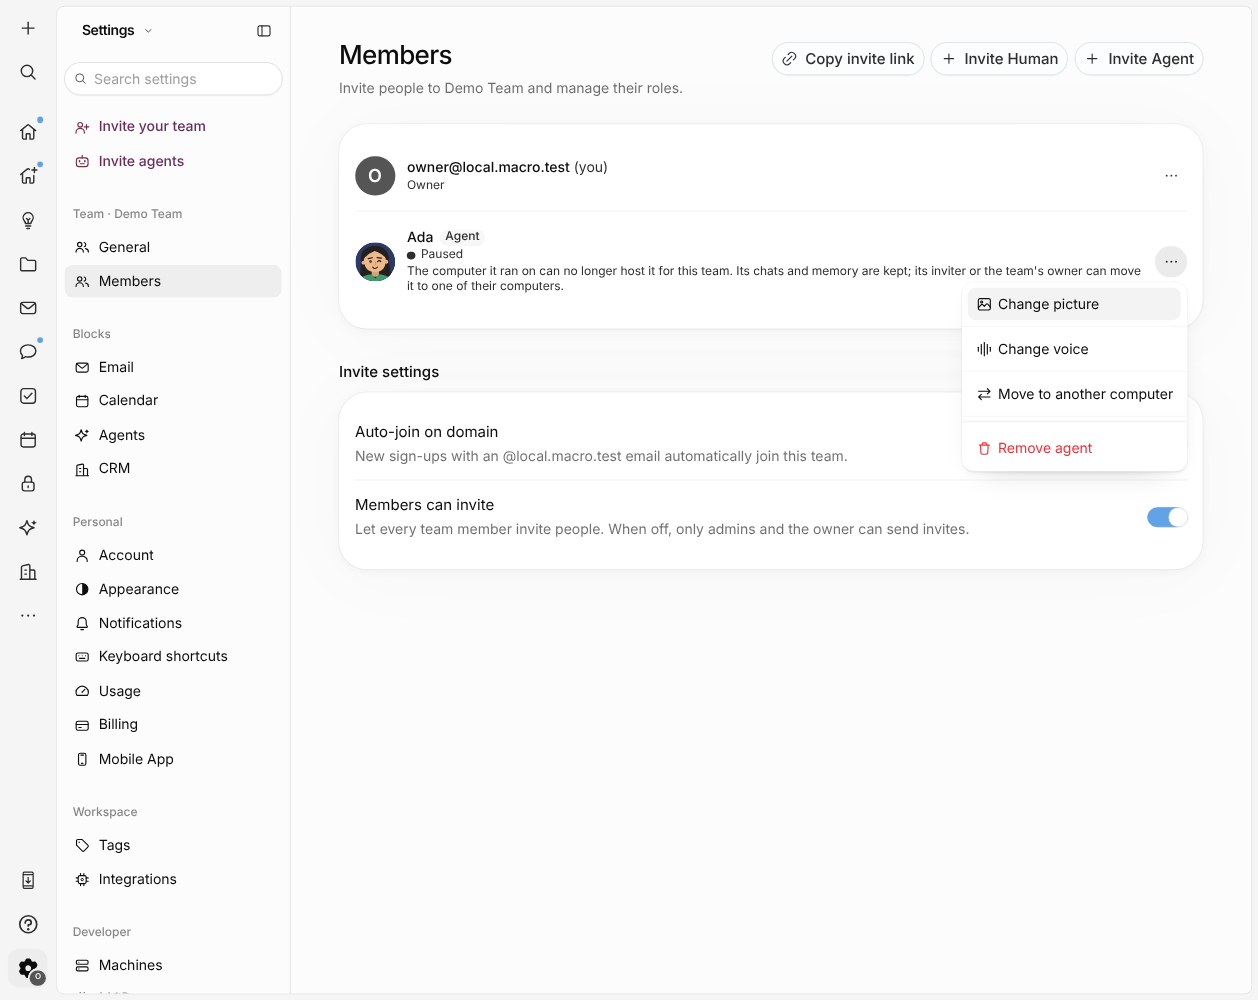 Settings
Search settings
Invite your team
Invite agents
Team · Demo Team
General
Members
Blocks
Email
Calendar
Agents
CRM
Personal
Account
Appearance
Notifications
Keyboard shortcuts
Usage
Billing
Mobile App
Workspace
Tags
Integrations
Developer
Machines
O
Members
Invite people to Demo Team and manage their roles.
Copy invite link
Invite Human
Invite Agent
O
owner@local.macro.test (you)
Owner
Ada Agent
Paused
The computer it ran on can no longer host it for this team. Its chats and memory are kept; its inviter or the team's owner can move
it to one of their computers.
Change picture
Change voice
Move to another computer
Remove agent
Invite settings
Auto-join on domain
New sign-ups with an @local.macro.test email automatically join this team.
Members can invite
Let every team member invite people. When off, only admins and the owner can send invites.